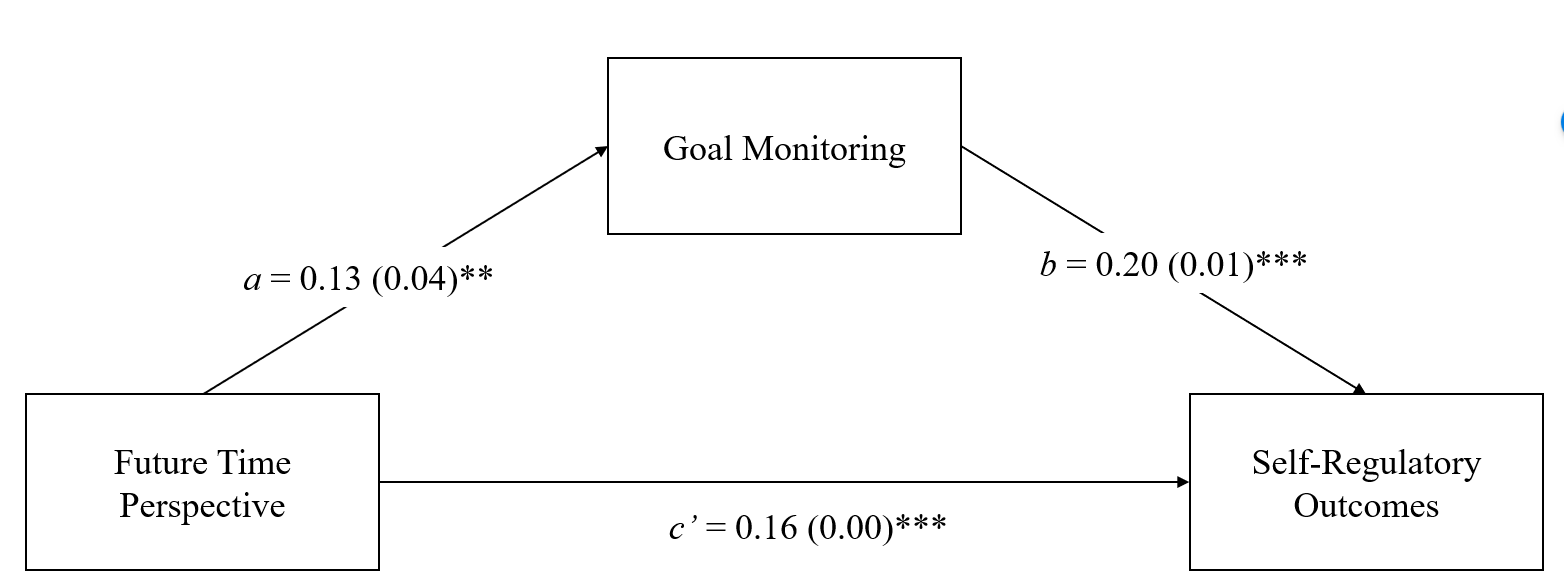 Goal Monitoring
a = 0.13 (0.04)**
b = 0.20 (0.01)***
Future Time
Perspective
Self-Regulatory
Outcomes
c’ = 0.16 (0.00)***